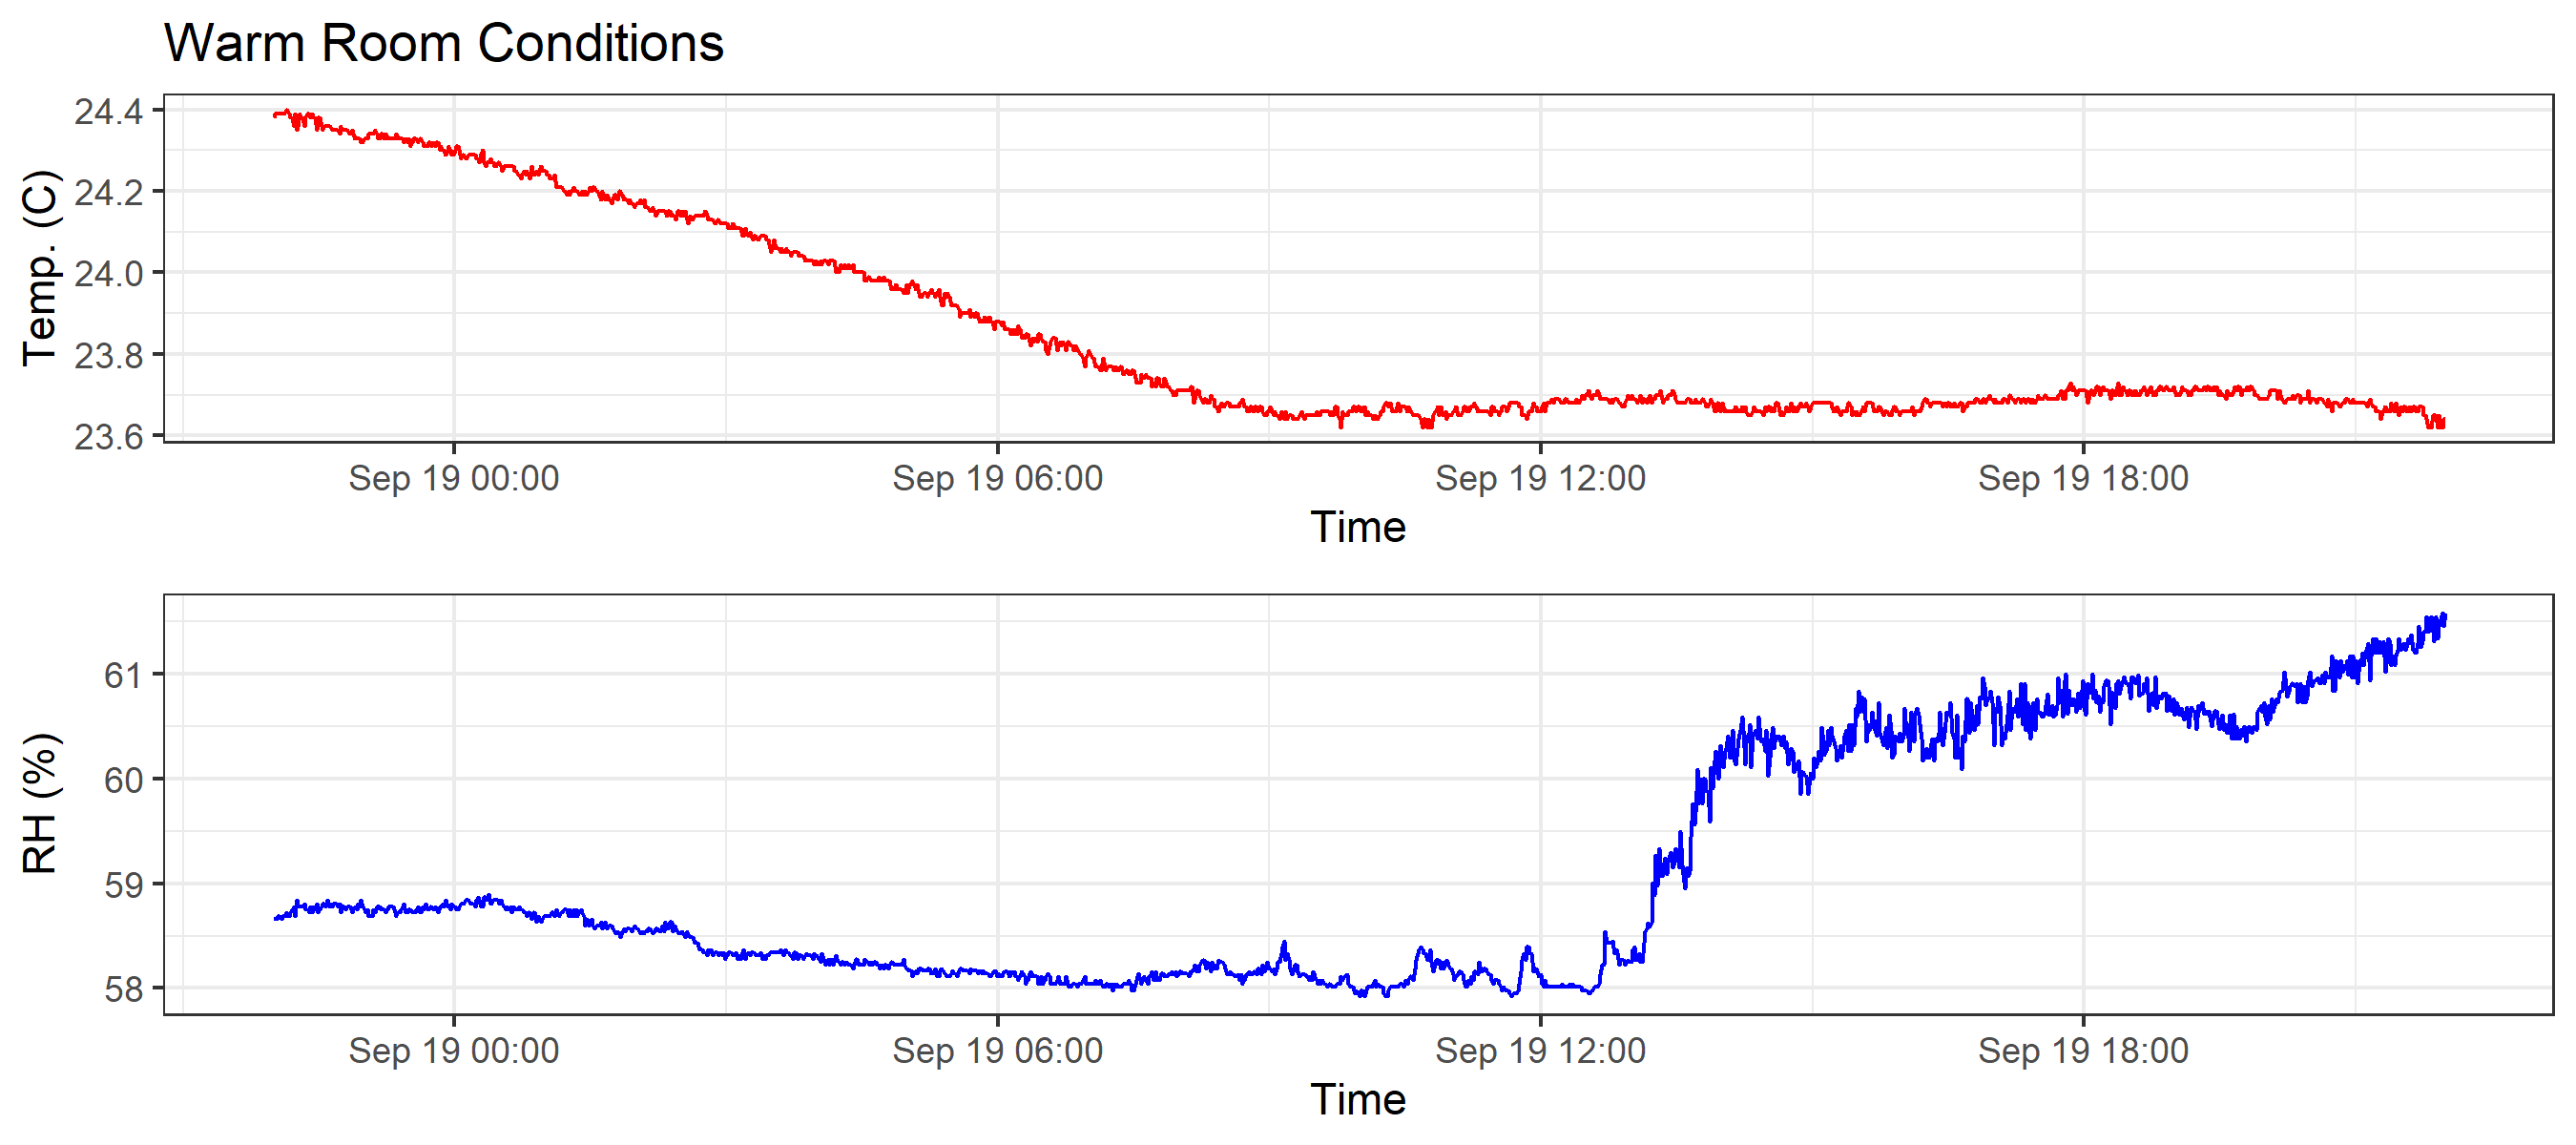 Warm Room Conditions
Temp. (C)
24.4
24.2
24.0
23.8
23.6
Sep 19 00:00 Sep 19 06:00 Sep 19 12:00 Sep 19 18:00
Time
RH (%)
61
60
59
58
Sep 19 00:00 Sep 19 06:00 Sep 19 12:00 Sep 19 18:00
Time